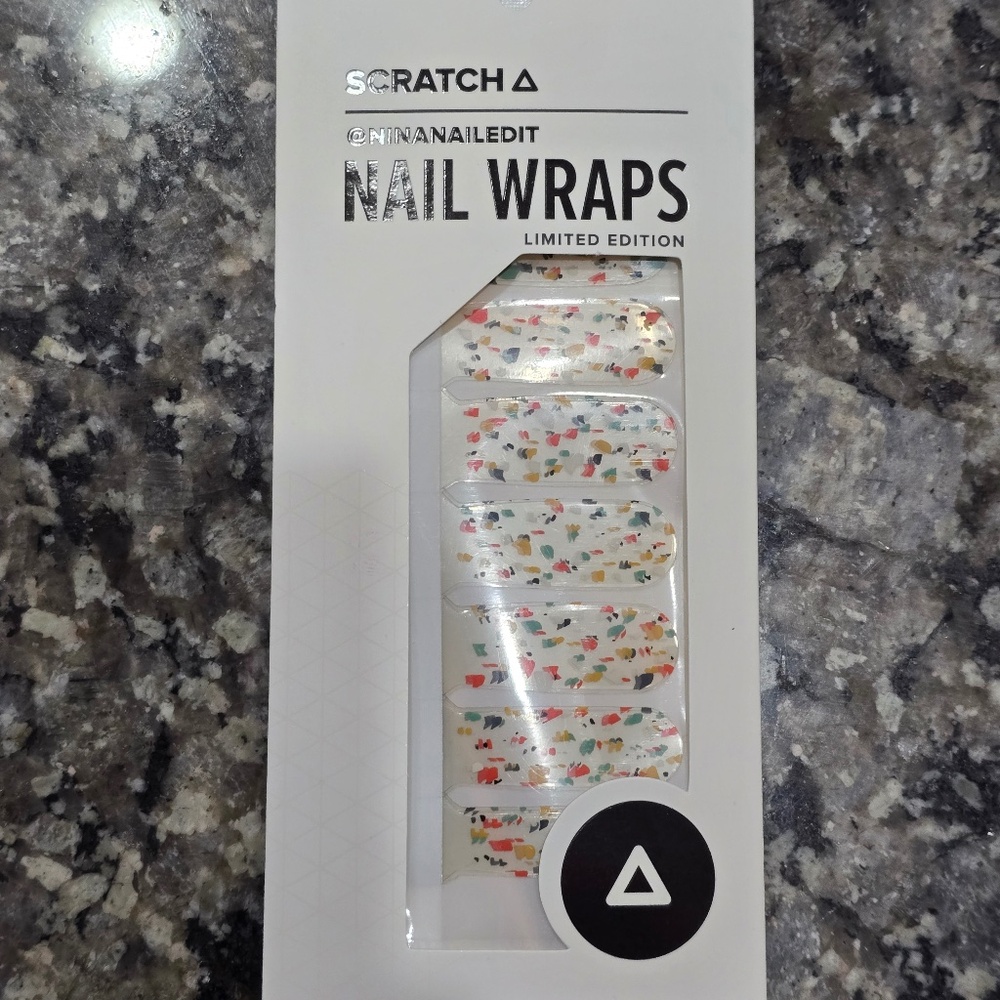 SCRATCH
@NINANAILEDIT
NAIL WRAPS
LIMITED EDITION